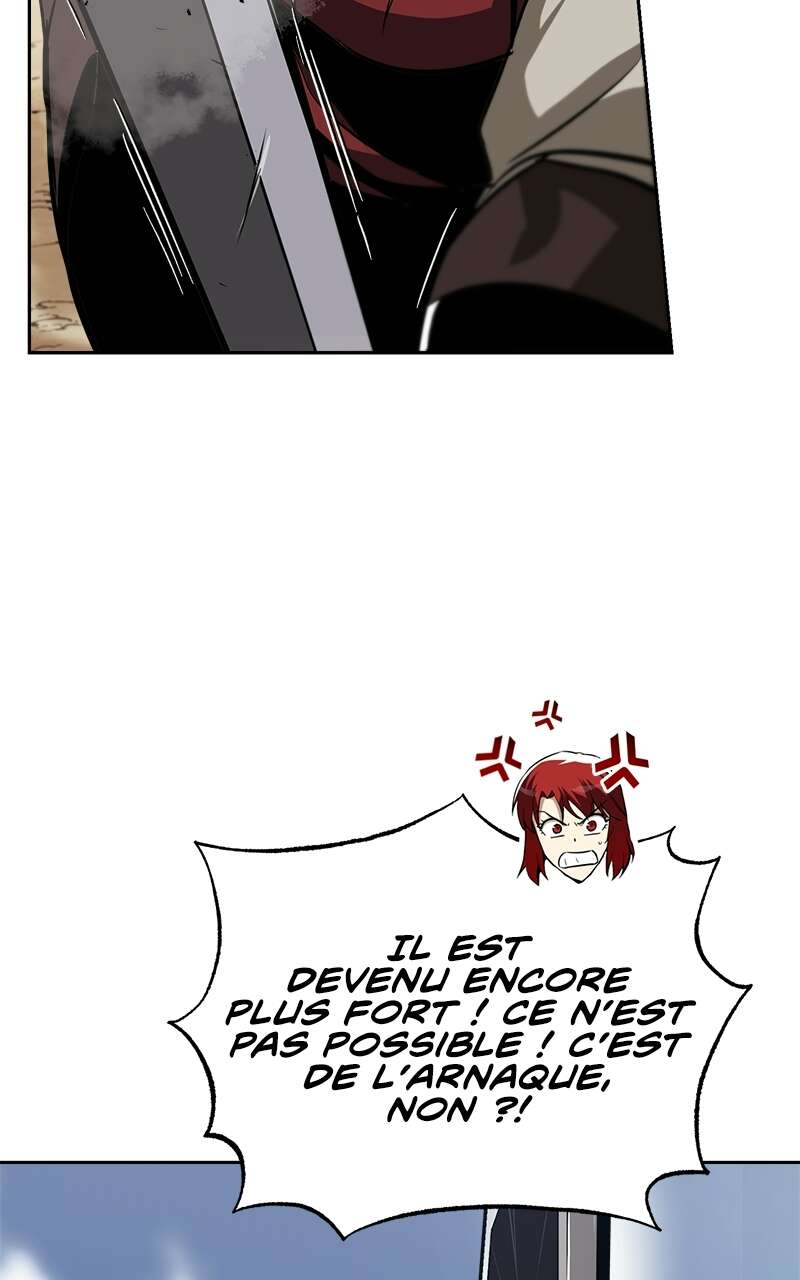 IL EST
DEVENU ENCORE
PLUS FORT ! CE N'EST
PAS POSSIBLE ! C'EST
DE L'ARNAQUE,
NON ?!